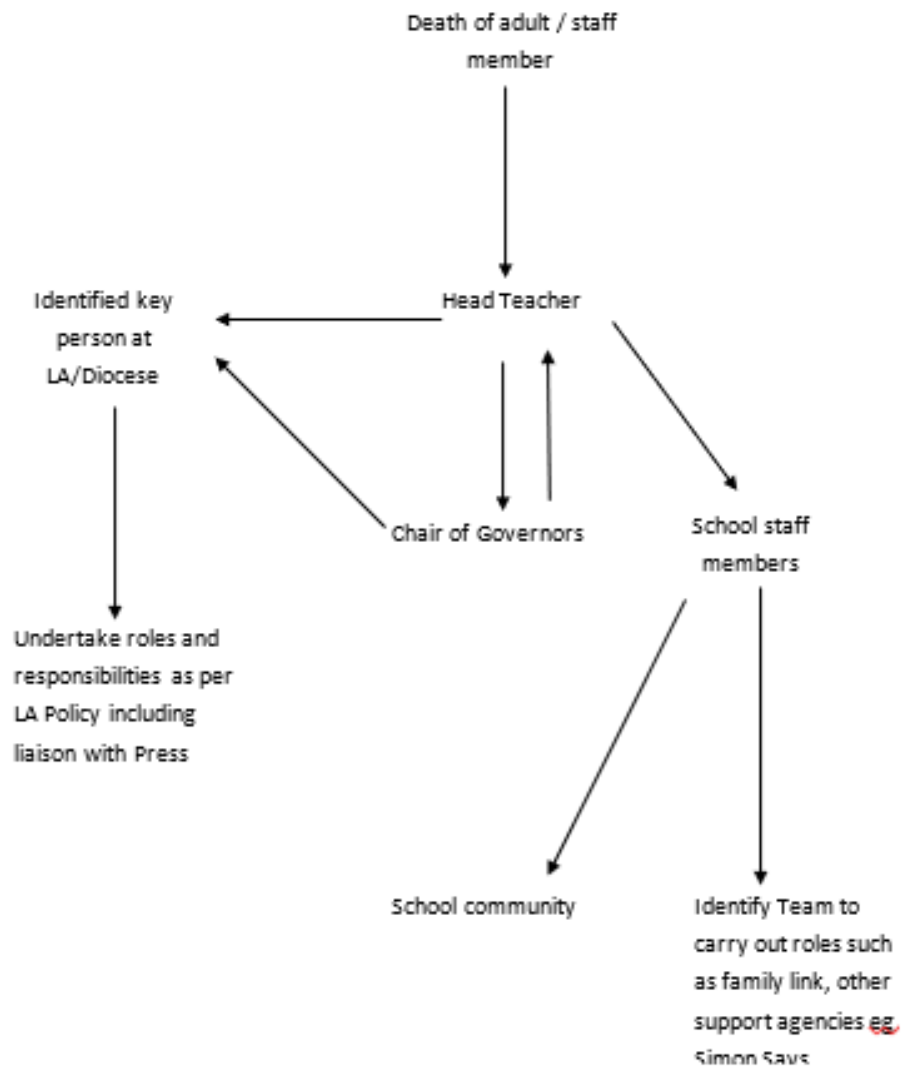 Death of adult / staff
member
Identified key
person at
LA/Diocese
Head Teacher
Chair of Governors
School staff
members
Undertake roles and
responsibilities as per
LA Policy including
liaison with Press
School community
Identify Team to
carry out roles such
as family link, other
support agencies eg
Simon Says